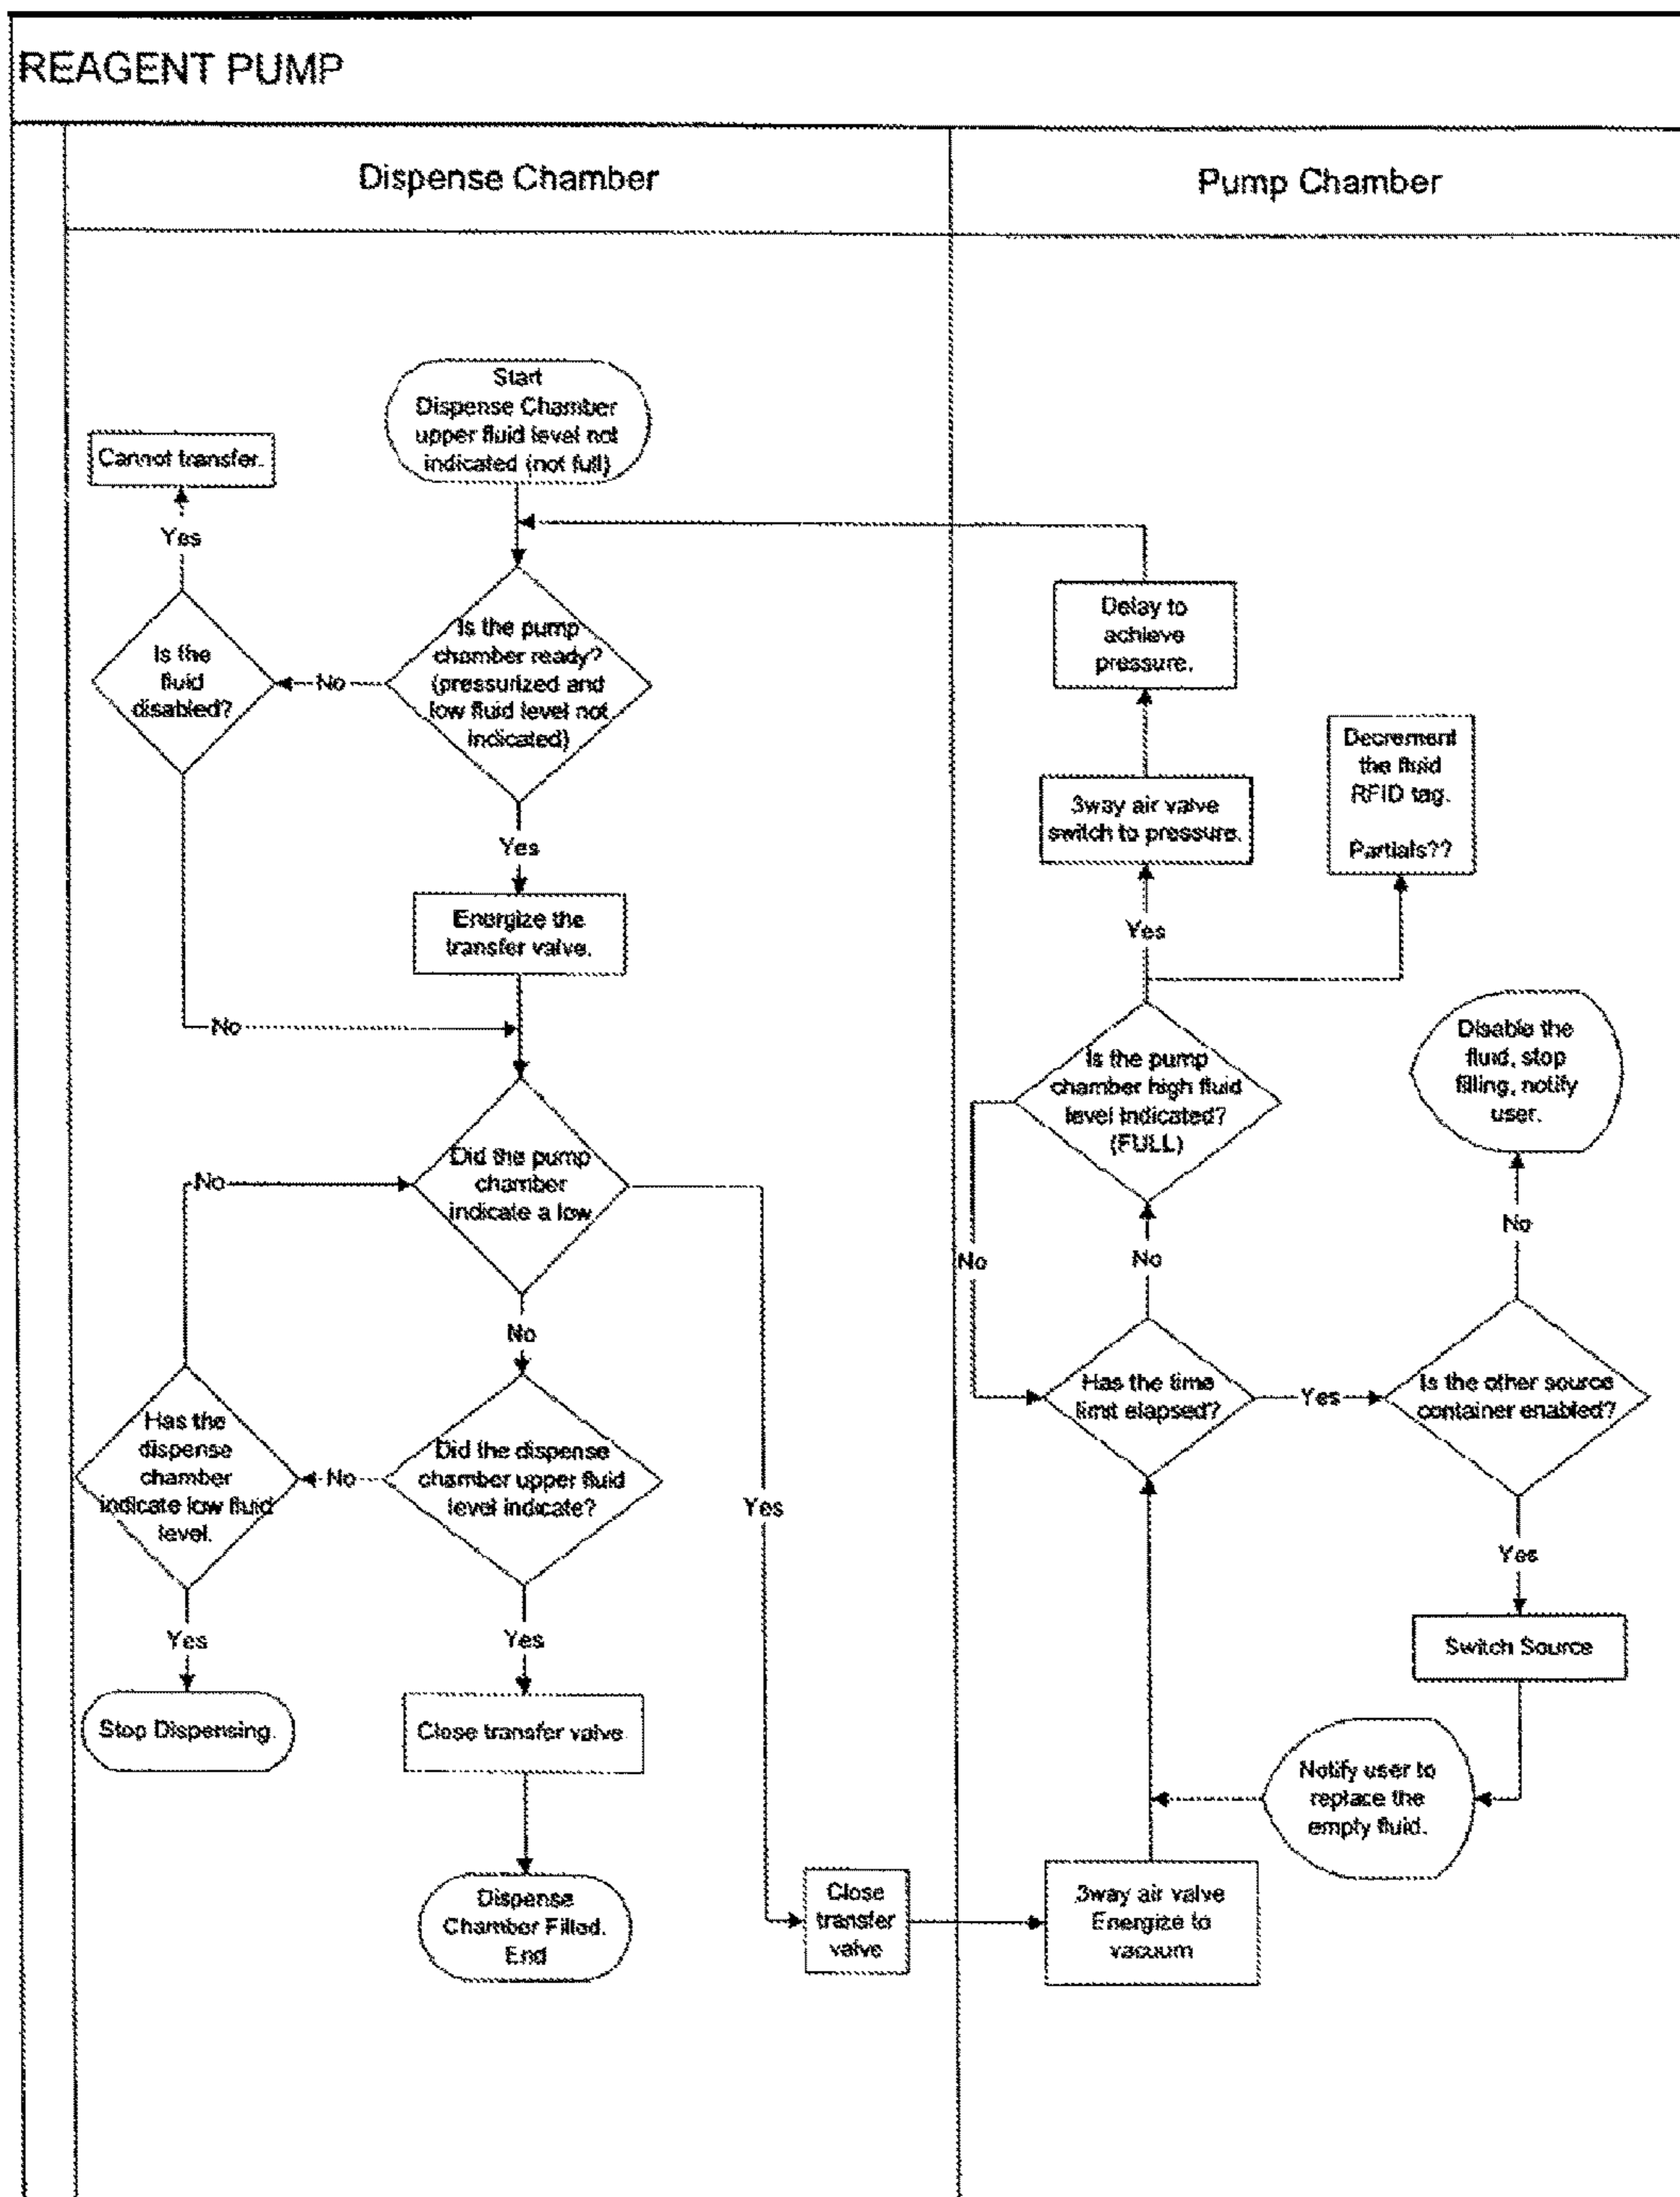 REAGENT PUMP
Dispense Chamber
Pump Chamber
Start
Dispense Chamber
upper fluid level not
indicated (not full)
Cannot transfer.
Yes
Is the
fluid
disabled?
No
Is the pump
chamber ready?
(pressurized and
low fluid level not
indicated)
Yes
Energize the
transfer valve.
No
Did the pump
chamber
indicate a low
No
No
Yes
Has the
dispense
chamber
indicate low fluid
level.
No
Did the dispense
chamber upper fluid
level indicate?
Yes
Yes
Stop Dispensing.
Close transfer valve.
Dispense
Chamber Filled.
End
Close
transfer
valve
Delay to
achieve
pressure.
3way air valve
switch to pressure.
Decrement
the fluid
RFID tag.
Partials??
Yes
Is the pump
chamber high fluid
level indicated?
(FULL)
Disable the
fluid, stop
filling, notify
user.
No
No
No
Has the time
limit elapsed?
Yes
Is the other source
container enabled?
Yes
Switch Source
Notify user to
replace the
empty fluid.
3way air valve
Energize to
vacuum